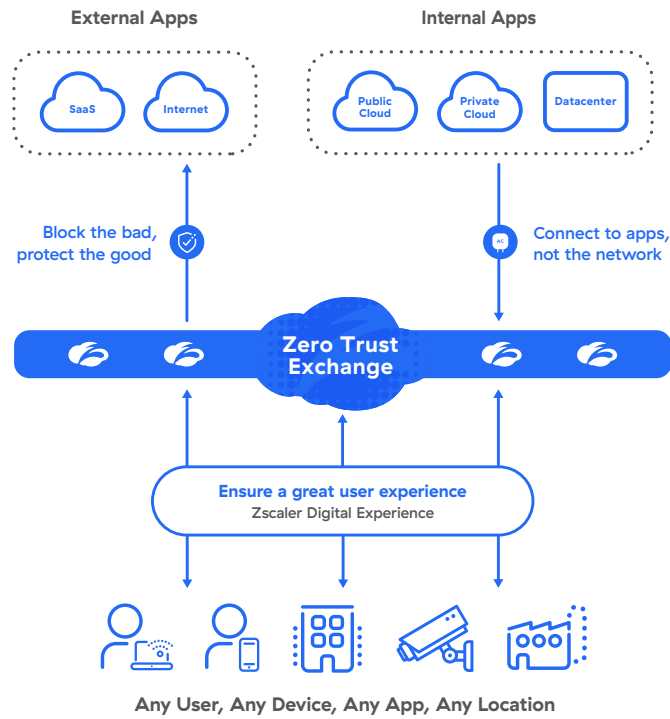 External Apps
Internal Apps
SaaS
Internet
Public
Cloud
Private
Cloud
Datacenter
Block the bad,
protect the good
AC
Connect to apps,
not the network
Zero Trust
Exchange
Ensure a great user experience
Zscaler Digital Experience
Any User, Any Device, Any App, Any Location